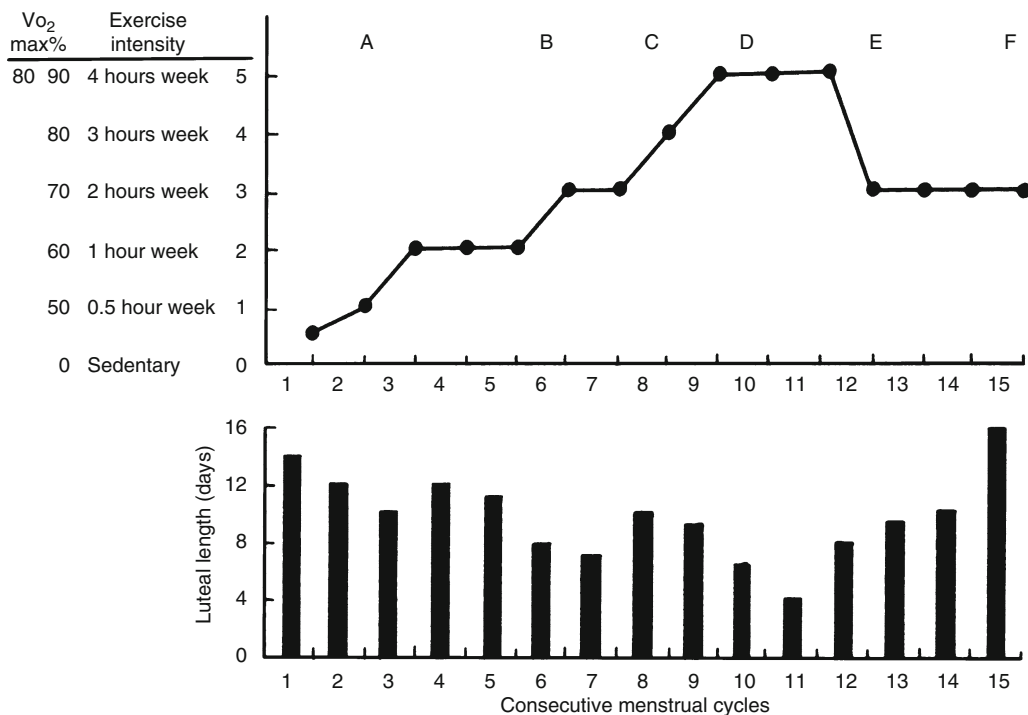 Vo2 Exercise
max% intensity
A B C D E F
80 90 4 hours week 5
80 3 hours week 4
70 2 hours week 3
60 1 hour week 2
50 0.5 hour week 1
0 Sedentary 0
1 2 3 4 5 6 7 8 9 10 11 12 13 14 15
Luteal length (days)
16
12
8
4
0
1 2 3 4 5 6 7 8 9 10 11 12 13 14 15
Consecutive menstrual cycles